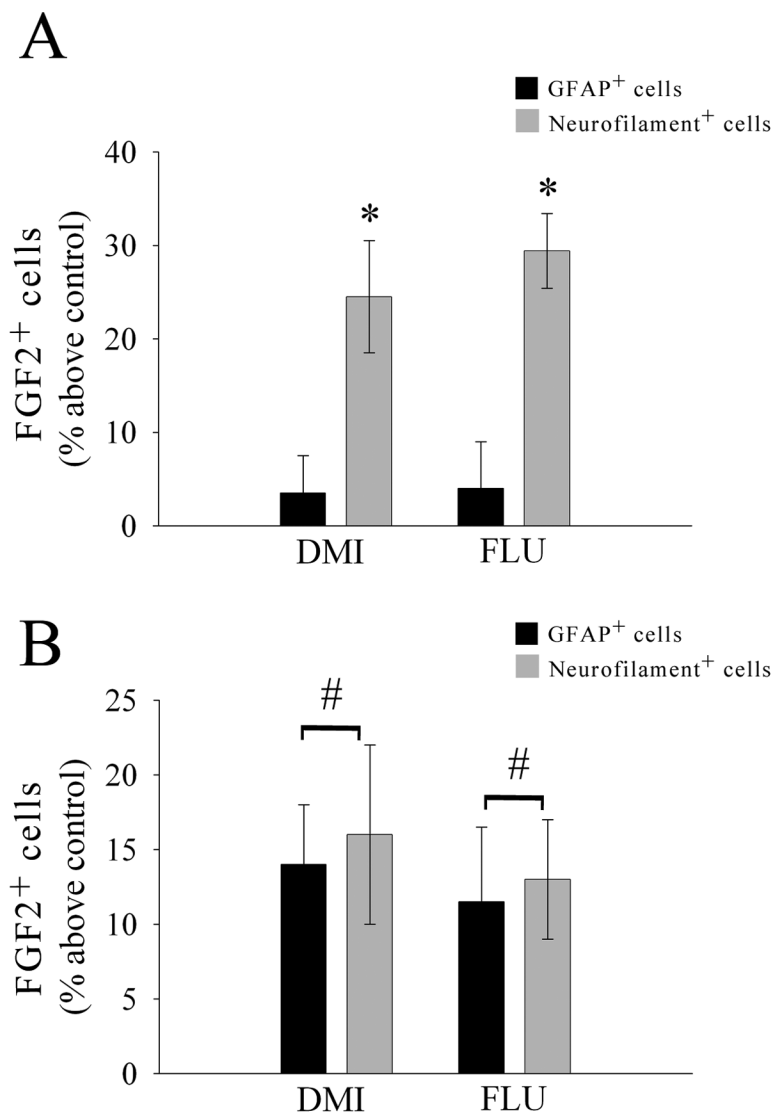 A
GFAP+ cells
Neurofilament+ cells
FGF2+ cells
(% above control)
40
30
20
10
0
*
*
DMI
FLU
B
GFAP+ cells
Neurofilament+ cells
FGF2+ cells
(% above control)
25
20
15
10
5
0
#
#
DMI
FLU